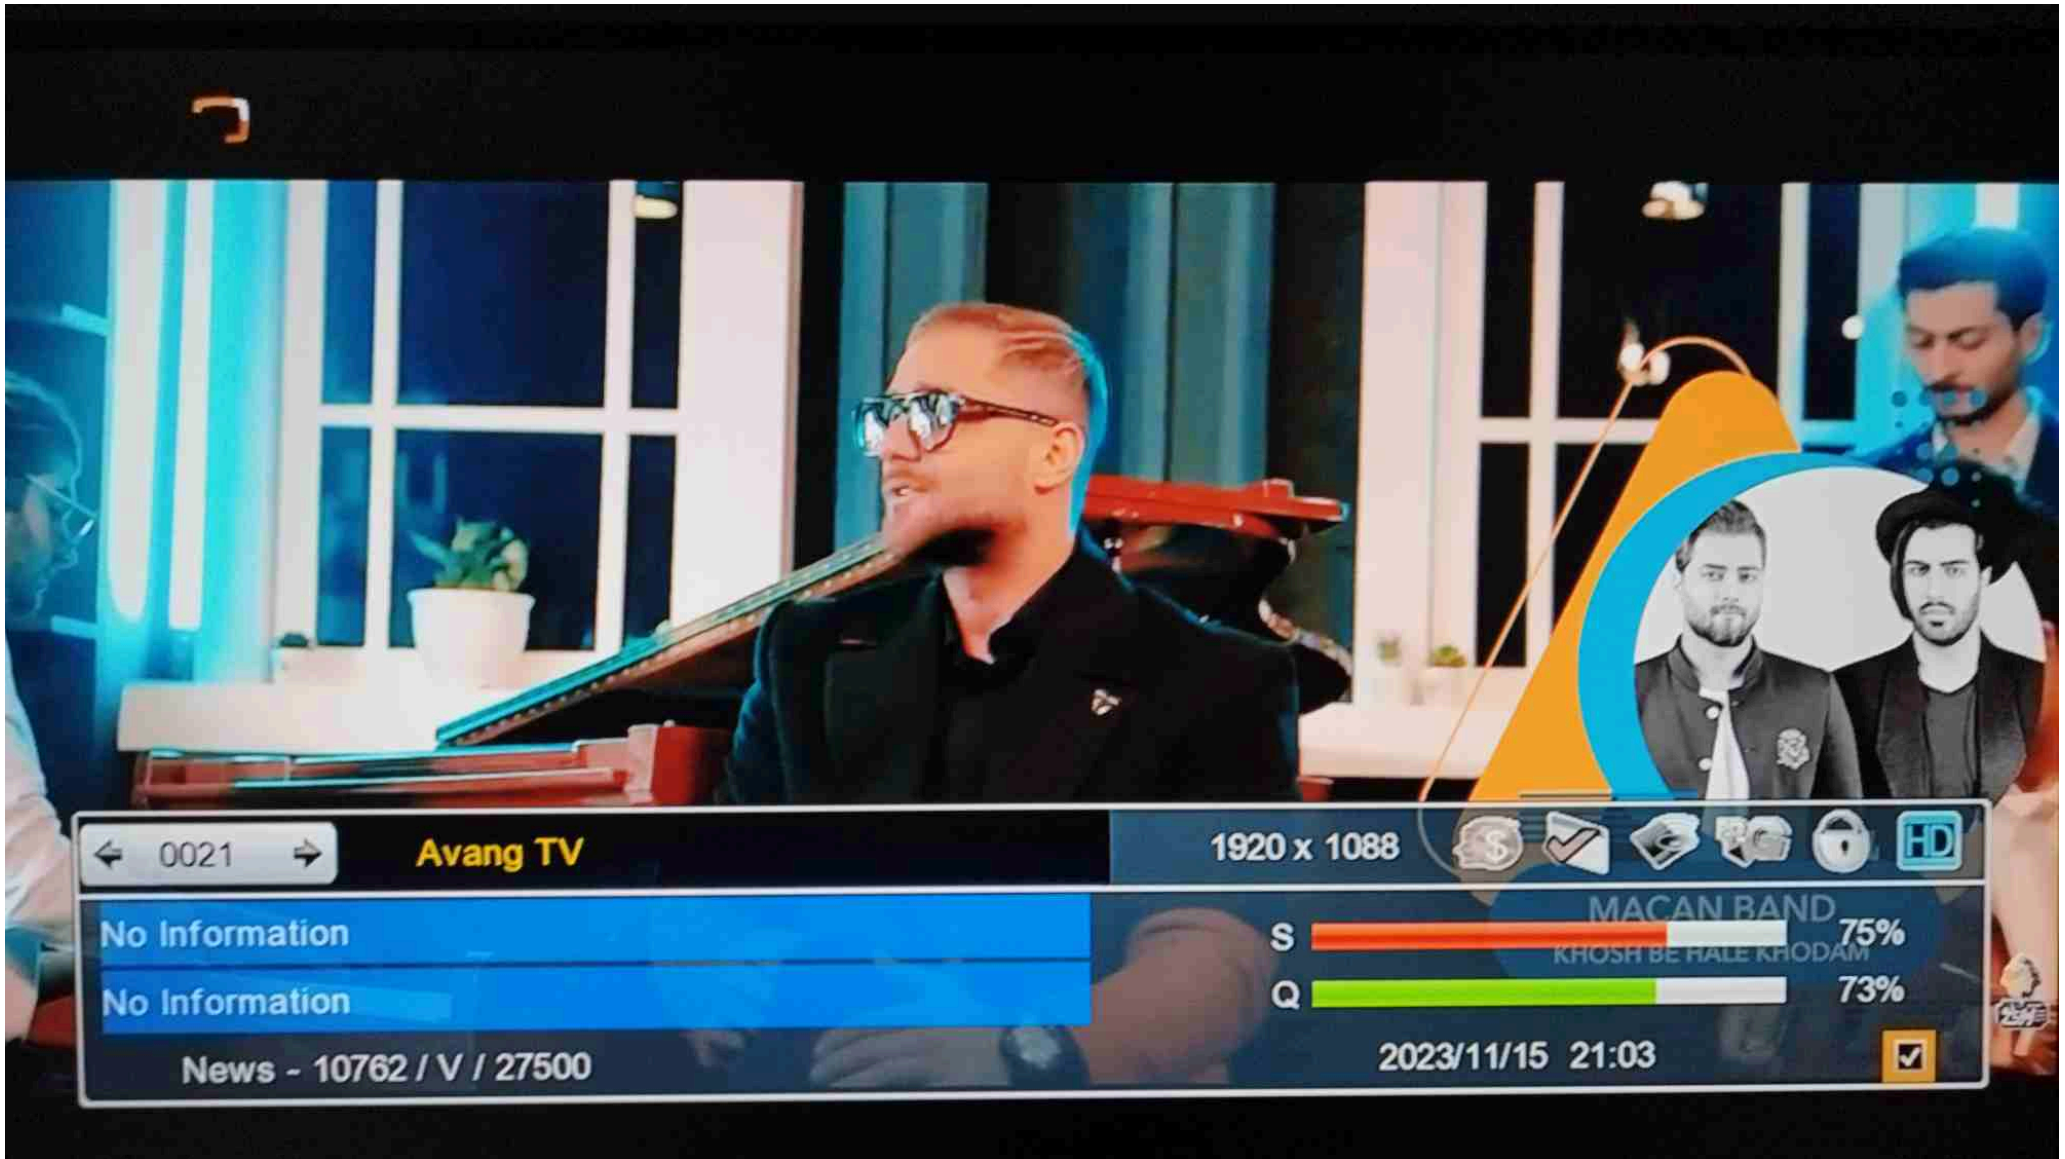 0021
Avang TV
1920 x 1088
HD
No Information
No Information
MACAN BAND
KHOSH BE HALE KHODAM
S 75%
Q 73%
News - 10762 / V / 27500
2023/11/15 21:03